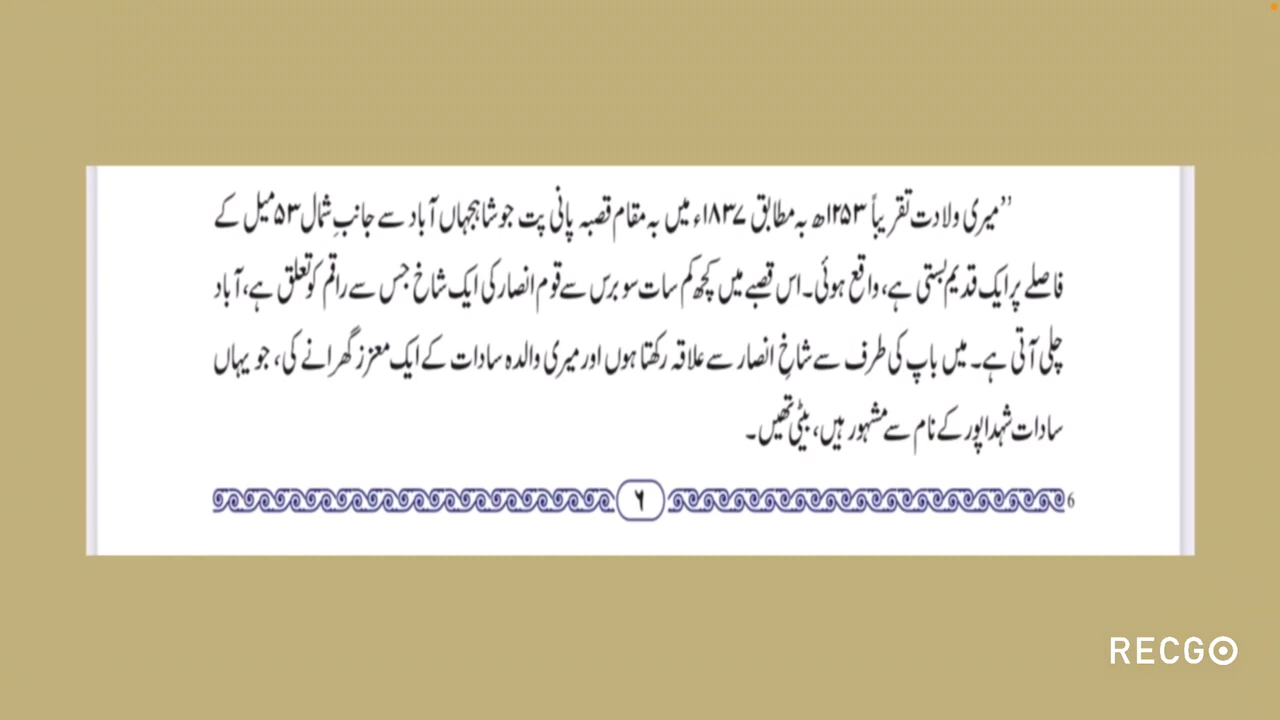 ”میری ولادت تقریباً ۱۲۵۳ھ بہ مطابق ۱۸۳۷ء میں بہ مقام قصبہ پانی پت جو شاہجہاں آباد سے جانبِ شمال ۵۳ میل کے
فاصلے پر ایک قدیم بستی ہے، واقع ہوئی۔ اس قصبے میں کچھ کم سات سو برس سے قوم انصار کی ایک شاخ جس سے راقم کو تعلق ہے، آباد
چلی آتی ہے۔ میں باپ کی طرف سے شاخِ انصار سے علاقہ رکھتا ہوں اور میری والدہ سادات کے ایک معزز گھرانے کی، جو یہاں
سادات شہدا پور کے نام سے مشہور ہیں، بیٹی تھیں۔
۶
6
RECGO